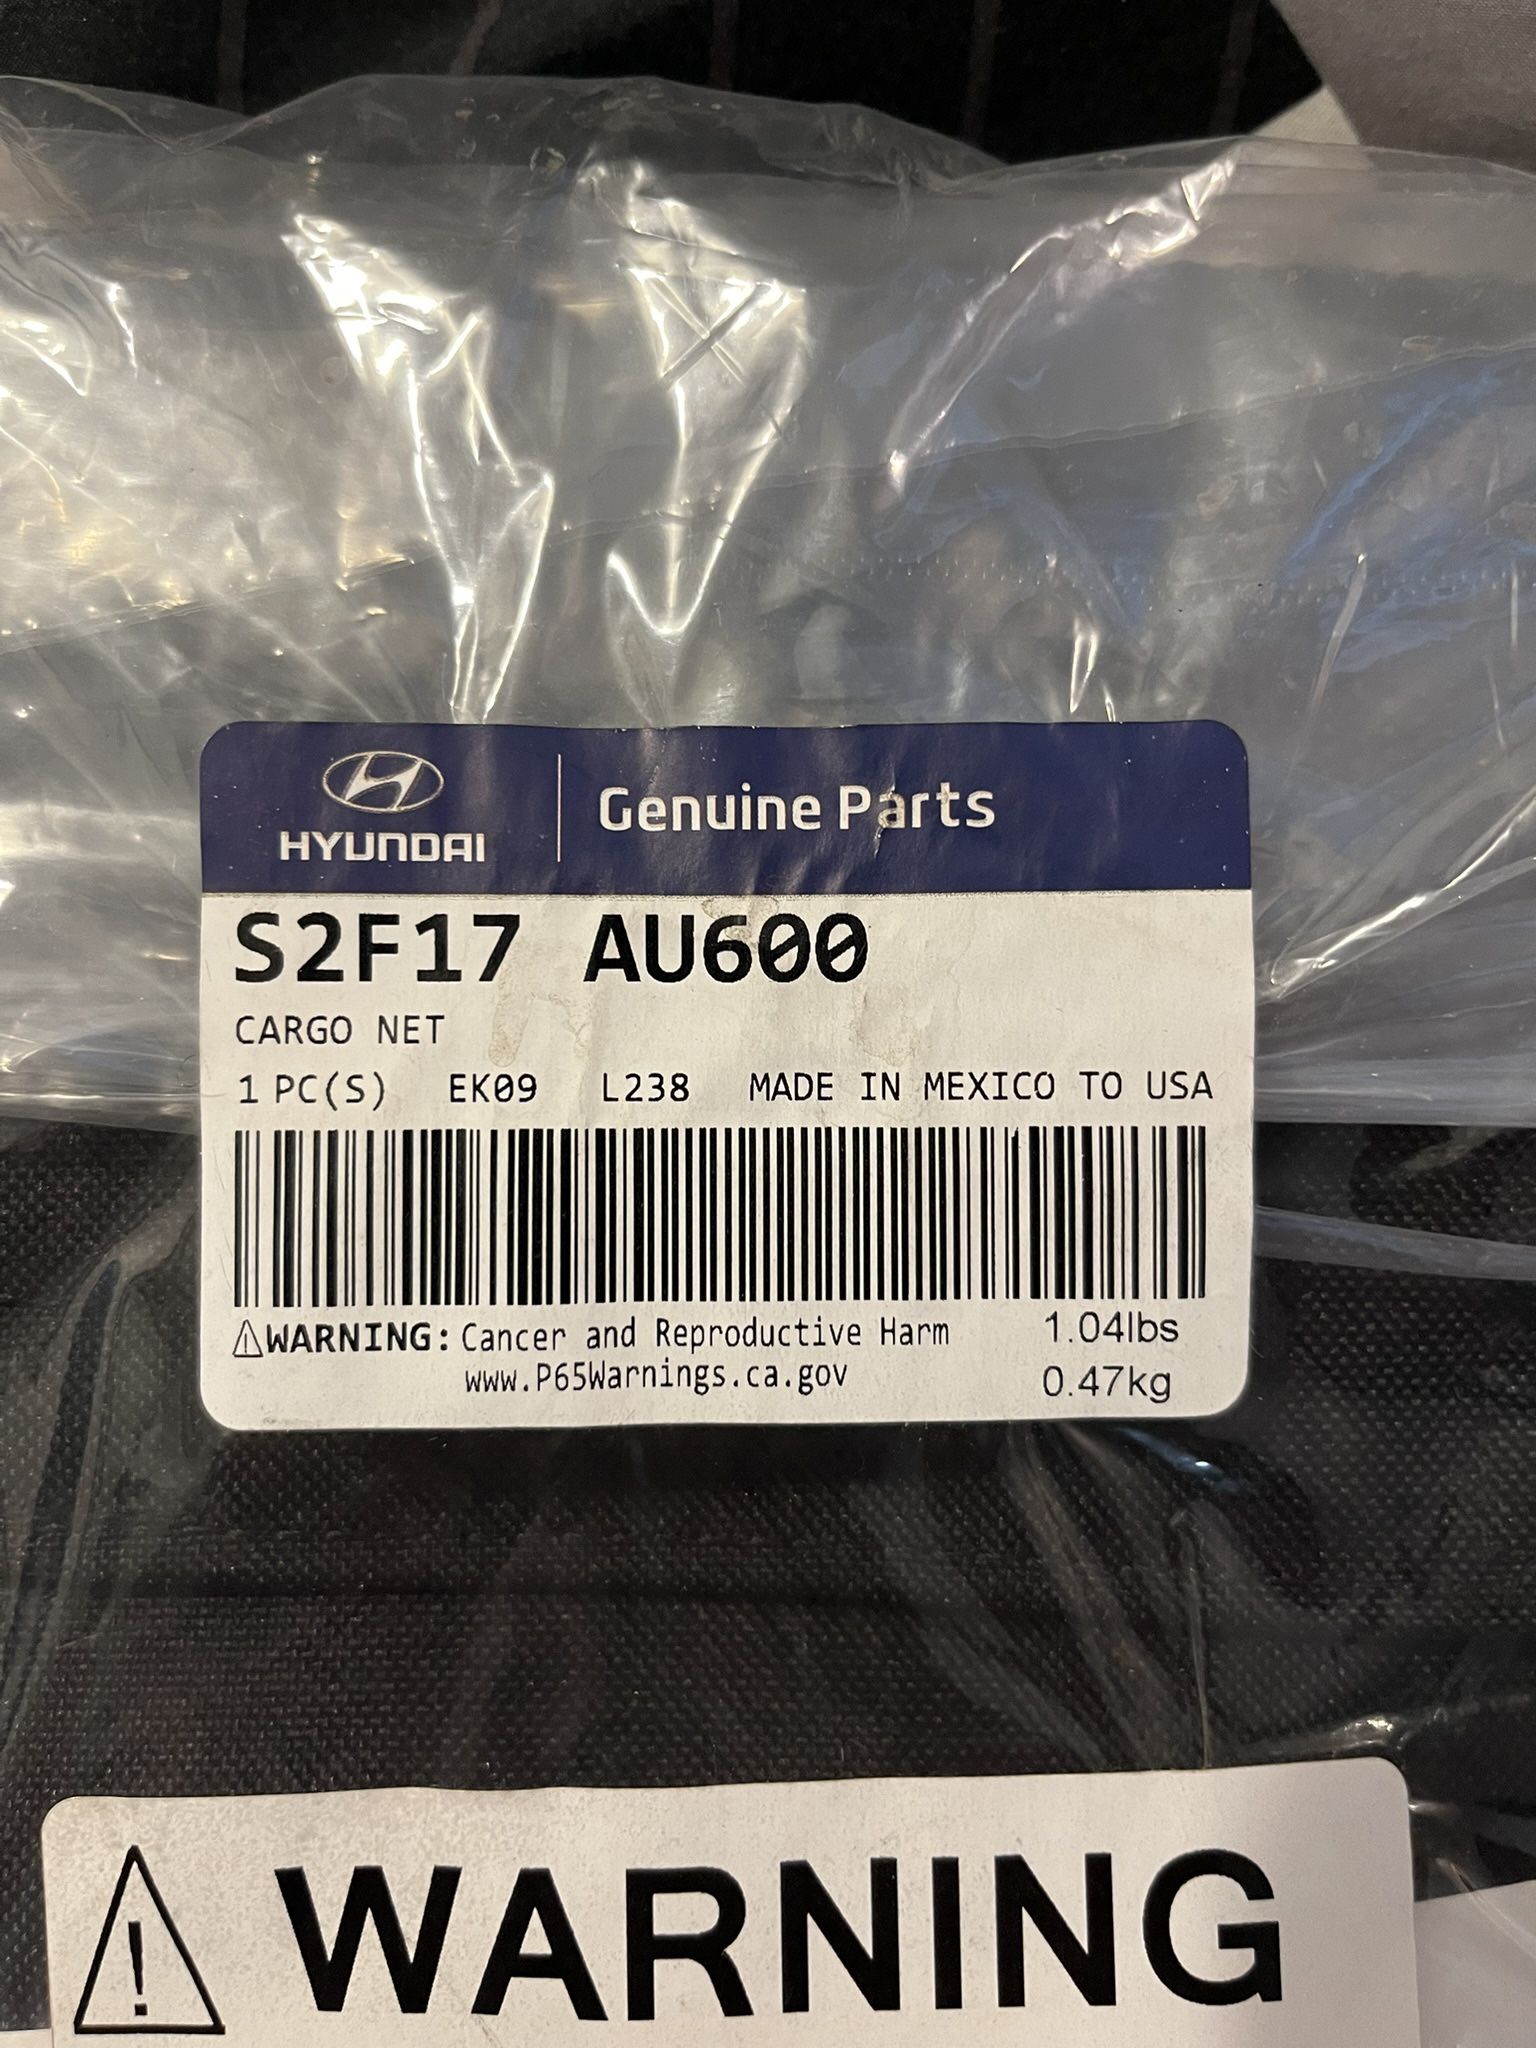 HYUNDAI
Genuine Parts
S2F17 AU600
CARGO NET
1 PC(S) EK09 L238 MADE IN MEXICO TO USA
⚠WARNING: Cancer and Reproductive Harm
www.P65Warnings.ca.gov
1.04lbs
0.47kg
⚠ WARNING